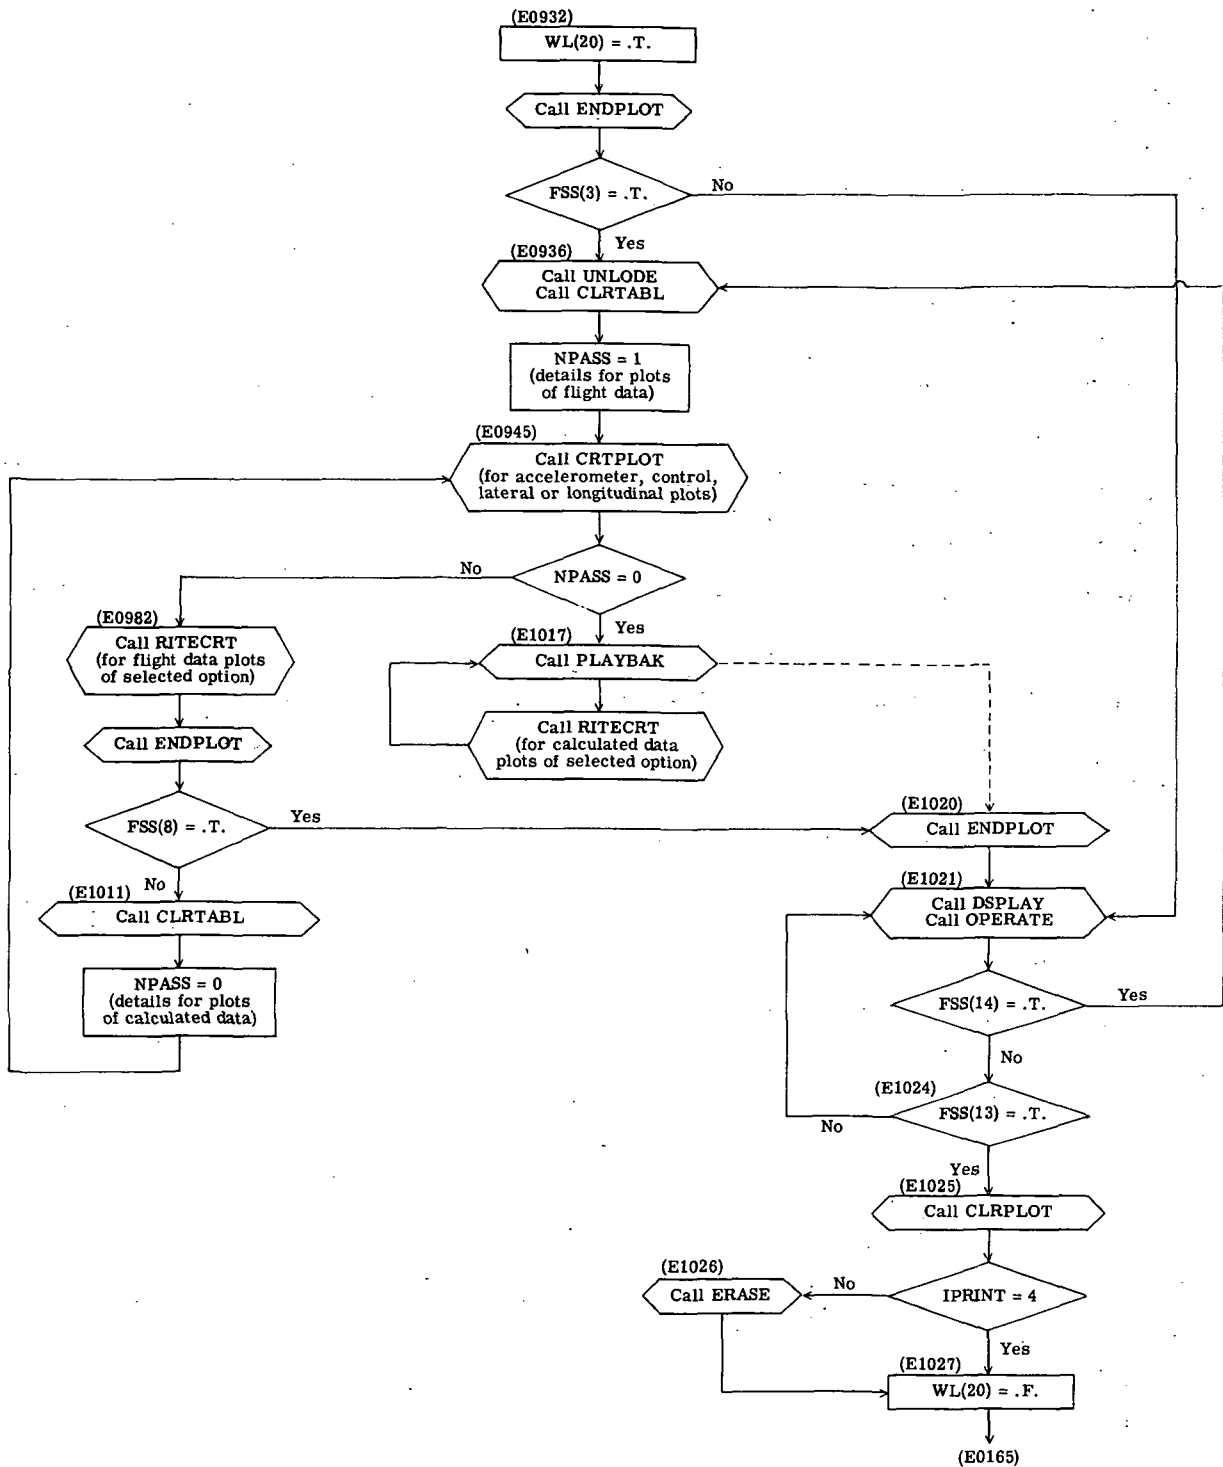 (E0932)
WL(20) = .T.
Call ENDPLOT
FSS(3) = .T.
No
Yes
(E0936)
Call UNLODE
Call CLRTABL
NPASS = 1
(details for plots
of flight data)
(E0945)
Call CRTPLOT
(for accelerometer, control,
lateral or longitudinal plots)
NPASS = 0
No
Yes
(E0982)
Call RITECRT
(for flight data plots
of selected option)
(E1017)
Call PLAYBAK
Call RITECRT
(for calculated data
plots of selected option)
Call ENDPLOT
FSS(8) = .T.
Yes
No
(E1011)
Call CLRTABL
NPASS = 0
(details for plots
of calculated data)
(E1020)
Call ENDPLOT
(E1021)
Call DSPLAY
Call OPERATE
FSS(14) = .T.
Yes
No
(E1024)
FSS(13) = .T.
No
Yes
(E1025)
Call CLRPLOT
IPRINT = 4
No
(E1026)
Call ERASE
Yes
(E1027)
WL(20) = .F.
(E0165)